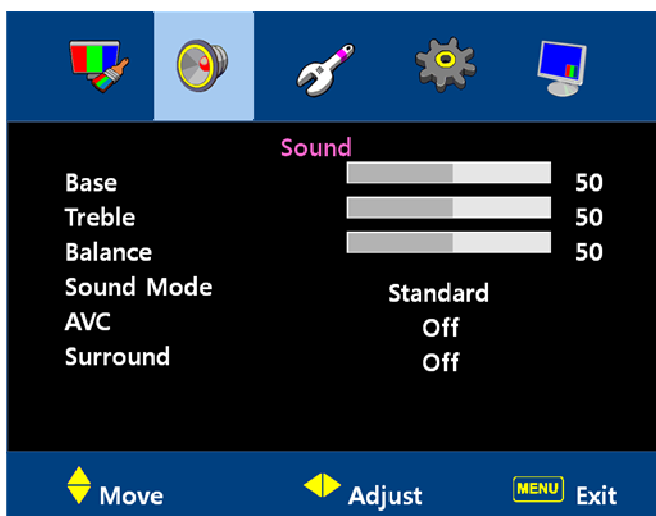 Sound
Base 50
Treble 50
Balance 50
Sound Mode Standard
AVC Off
Surround Off
Move Adjust MENU Exit